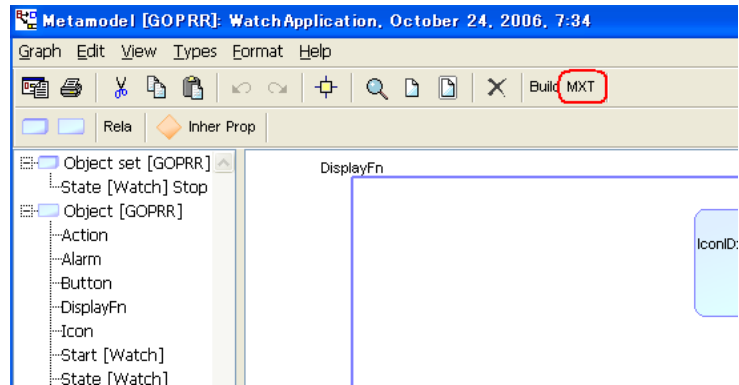 Metamodel [GOPRR]: WatchApplication, October 24, 2006, 7:34
Graph Edit View Types Format Help
Build MXT
Rela Inher Prop
Object set [GOPRR]
State [Watch] Stop
Object [GOPRR]
Action
Alarm
Button
DisplayFn
Icon
Start [Watch]
State [Watch]
DisplayFn
IconID: